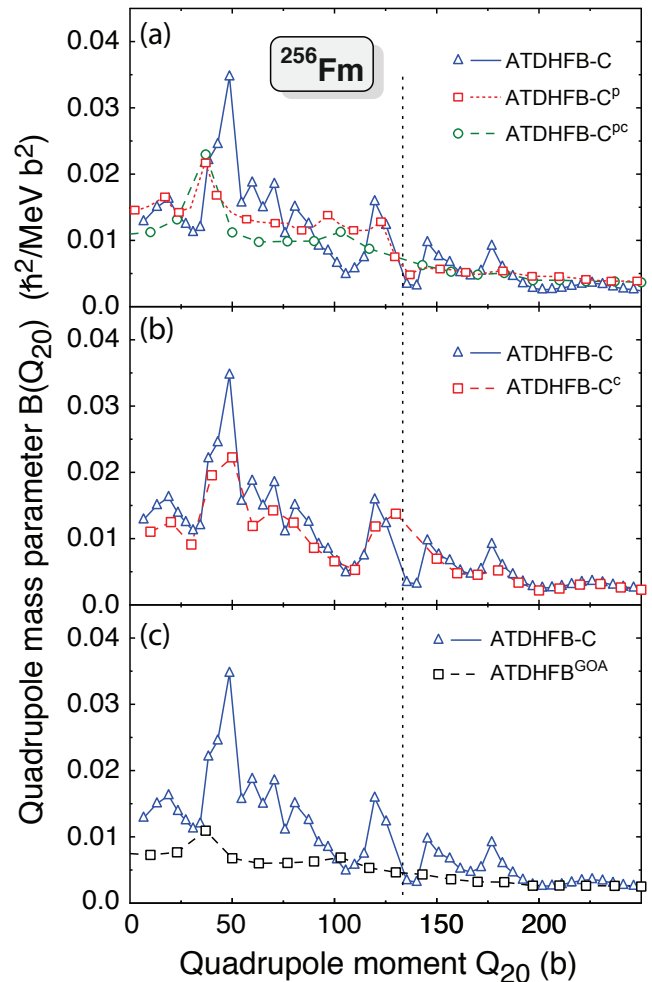 Quadrupole mass parameter B(Q₂₀) (ħ²/MeV b²)
0.04
(a)
²⁵⁶Fm
ATDHFB-C
ATDHFB-Cᵖ
ATDHFB-Cᵖᶜ
0.03
0.02
0.01
0.0
(b)
0.04
ATDHFB-C
ATDHFB-Cᶜ
0.03
0.02
0.01
0.0
(c)
0.04
ATDHFB-C
ATDHFBᴳᴼᴬ
0.03
0.02
0.01
0.0
0 50 100 150 200
Quadrupole moment Q₂₀ (b)